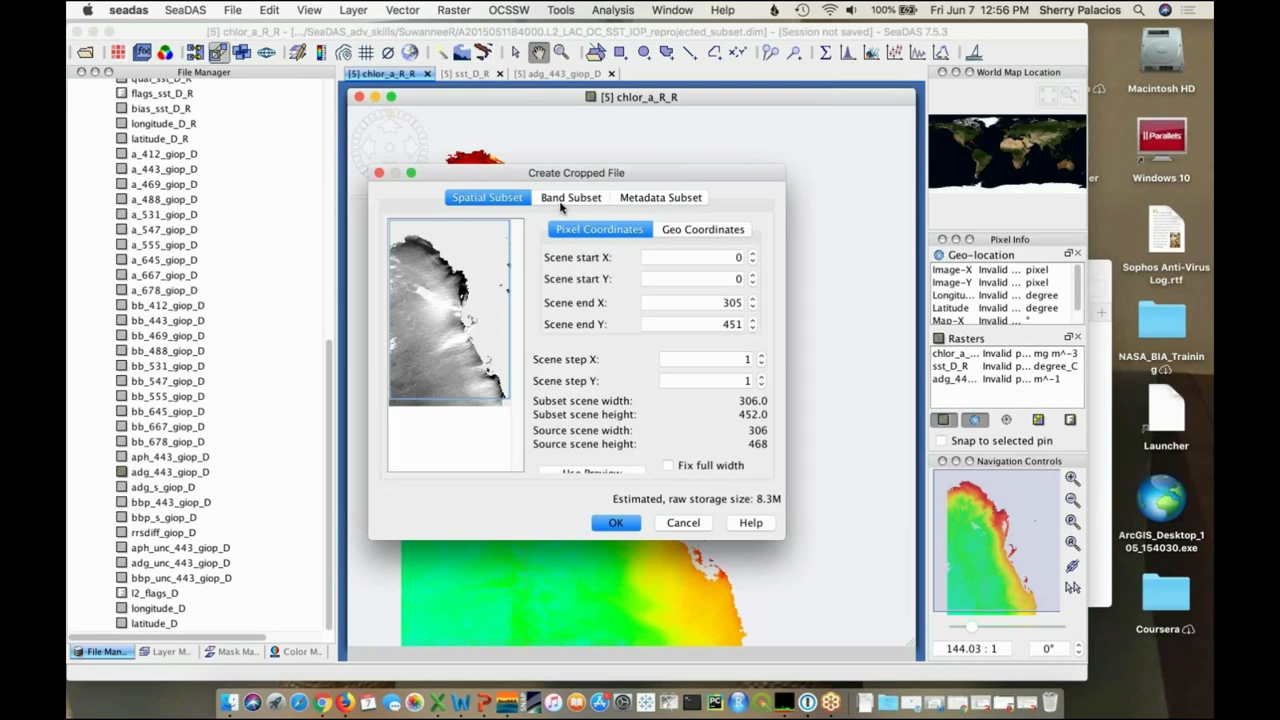 seadas SeaDAS File Edit View Layer Vector Raster OCSSW Tools Analysis Window Help 100% Fri Jun 7 12:56 PM Sherry Palacios
[5] chlor_a_R_R - [.../SeaDAS_adv_skills/SuwanneeR/A2015051184007.L2_LAC_OC_SST_IOP_reprojected_subset.dim] - [Session not saved] - SeaDAS 7.5.3
File Manager
flags_sst_D_R
bias_sst_D_R
longitude_D_R
latitude_D_R
a_412_giop_D
a_443_giop_D
a_469_giop_D
a_488_giop_D
a_531_giop_D
a_547_giop_D
a_555_giop_D
a_645_giop_D
a_667_giop_D
a_678_giop_D
bb_412_giop_D
bb_443_giop_D
bb_469_giop_D
bb_488_giop_D
bb_531_giop_D
bb_547_giop_D
bb_555_giop_D
bb_645_giop_D
bb_667_giop_D
bb_678_giop_D
aph_443_giop_D
adg_443_giop_D
adg_s_giop_D
bbp_443_giop_D
bbp_s_giop_D
rrsdiff_giop_D
aph_unc_443_giop_D
adg_unc_443_giop_D
bbp_unc_443_giop_D
l2_flags_D
longitude_D
latitude_D
File Man... Layer M... Mask Ma... Color M...
[5] chlor_a_R_R [5] sst_D_R [5] adg_443_giop_D
[5] chlor_a_R_R
Create Cropped File
Spatial Subset Band Subset Metadata Subset
Pixel Coordinates Geo Coordinates
Scene start X: 0
Scene start Y: 0
Scene end X: 305
Scene end Y: 451
Scene step X: 1
Scene step Y: 1
Subset scene width: 306.0
Subset scene height: 452.0
Source scene width: 306
Source scene height: 468
Use Preview
Fix full width
Estimated, raw storage size: 8.3M
OK Cancel Help
World Map Location
Pixel Info
Geo-location
Image-X Invalid ... pixel
Image-Y Invalid ... pixel
Longitu... Invalid ... degree
Latitude Invalid ... degree
Map-X Invalid ... °
Rasters
chlor_a_... Invalid p... mg m^-3
sst_D_R Invalid p... degree_C
adg_44... Invalid p... m^-1
Snap to selected pin
Navigation Controls
144.03 : 1 0°
Macintosh HD
Parallels
Windows 10
Sophos Anti-Virus
Log.rtf
NASA_BIA_Trainin
g
Launcher
ArcGIS_Desktop_1
05_154030.exe
Coursera